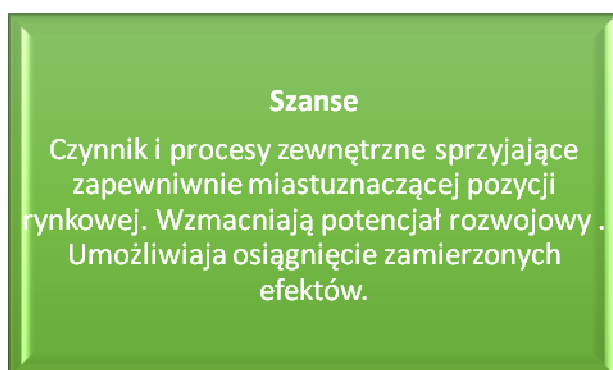 Szanse
Czynnik i procesy zewnętrzne sprzyjające
zapewniwnie miastuznaczącej pozycji
rynkowej. Wzmacniają potencjał rozwojowy .
Umożliwiaja osiągnięcie zamierzonych
efektów.